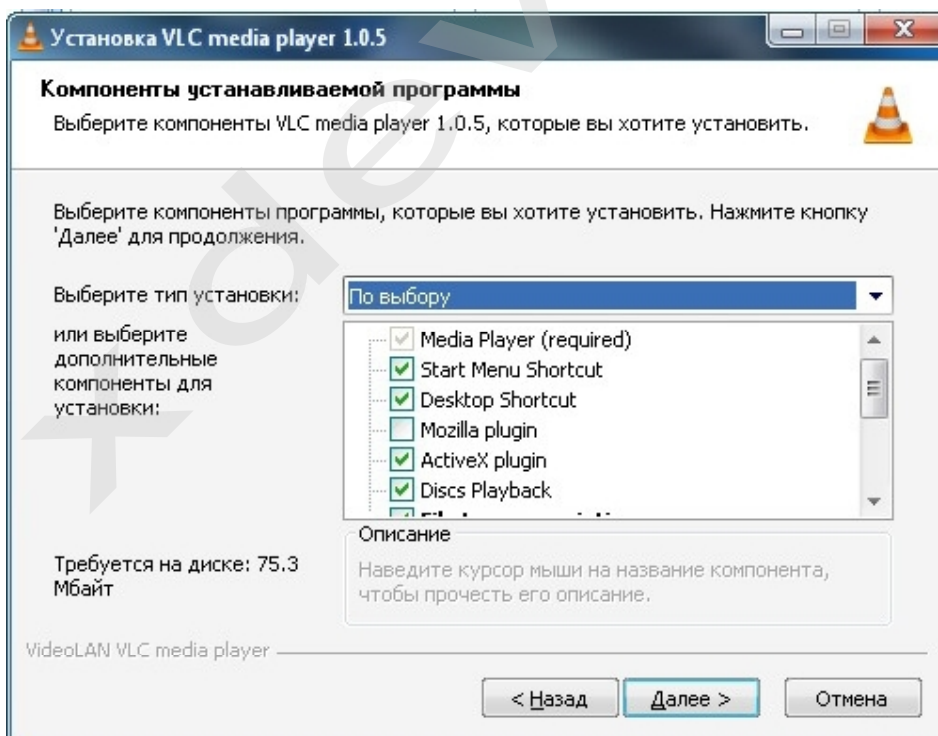 Установка VLC media player 1.0.5
Компоненты устанавливаемой программы
Выберите компоненты VLC media player 1.0.5, которые вы хотите установить.
Выберите компоненты программы, которые вы хотите установить. Нажмите кнопку
'Далее' для продолжения.
Выберите тип установки:
По выбору
или выберите
дополнительные
компоненты для
установки:
Media Player (required)
Start Menu Shortcut
Desktop Shortcut
Mozilla plugin
ActiveX plugin
Discs Playback
Требуется на диске: 75.3
Мбайт
Описание
Наведите курсор мыши на название компонента,
чтобы прочесть его описание.
VideoLAN VLC media player
< Назад
Далее >
Отмена
x dev